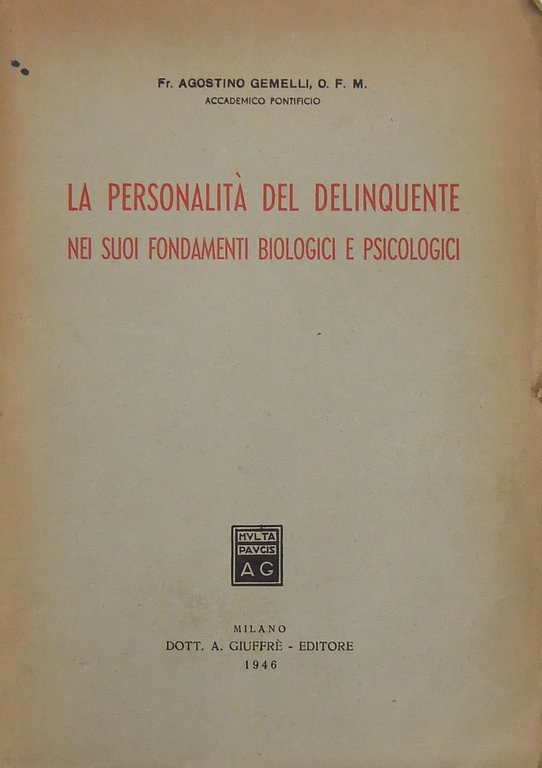 Fr. AGOSTINO GEMELLI, O. F. M.
ACCADEMICO PONTIFICIO
LA PERSONALITÀ DEL DELINQUENTE
NEI SUOI FONDAMENTI BIOLOGICI E PSICOLOGICI
MVLTA
PAVCIS
AG
MILANO
DOTT. A. GIUFFRÈ - EDITORE
1946